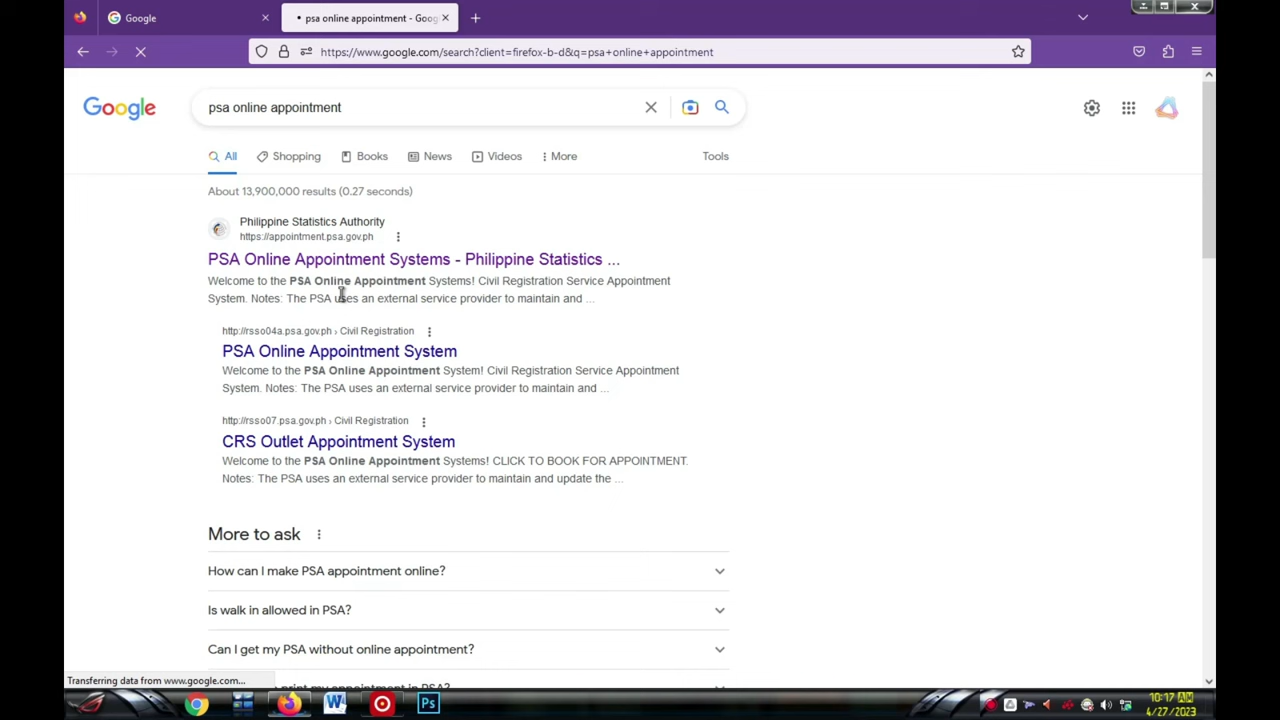 Google
psa online appointment - Goog
https://www.google.com/search?client=firefox-b-d&q=psa+online+appointment
Google
psa online appointment
All
Shopping
Books
News
Videos
More
Tools
About 13,900,000 results (0.27 seconds)
Philippine Statistics Authority
https://appointment.psa.gov.ph
PSA Online Appointment Systems - Philippine Statistics ...
Welcome to the PSA Online Appointment Systems! Civil Registration Service Appointment
System. Notes: The PSA uses an external service provider to maintain and ...
http://rsso04a.psa.gov.ph › Civil Registration
PSA Online Appointment System
Welcome to the PSA Online Appointment System! Civil Registration Service Appointment
System. Notes: The PSA uses an external service provider to maintain and ...
http://rsso07.psa.gov.ph › Civil Registration
CRS Outlet Appointment System
Welcome to the PSA Online Appointment Systems! CLICK TO BOOK FOR APPOINTMENT.
Notes: The PSA uses an external service provider to maintain and update the ...
More to ask
How can I make PSA appointment online?
Is walk in allowed in PSA?
Can I get my PSA without online appointment?
print my appointment in PSA?
Transferring data from www.google.com...
W
Ps
10:17 AM
4/27/2023